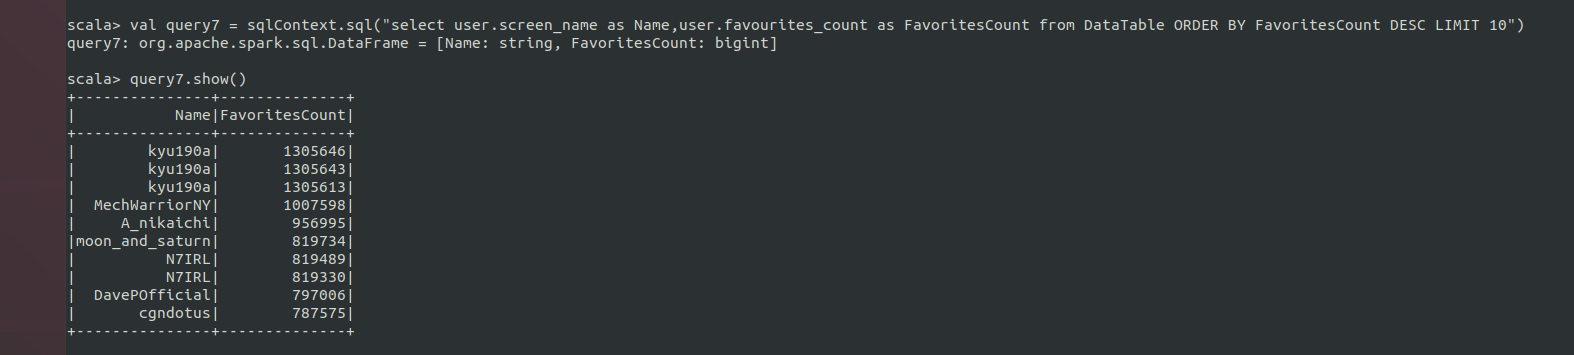 scala> val query7 = sqlContext.sql("select user.screen_name as Name,user.favourites_count as FavoritesCount from DataTable ORDER BY FavoritesCount DESC LIMIT 10")
query7: org.apache.spark.sql.DataFrame = [Name: string, FavoritesCount: bigint]

scala> query7.show()
+---------------+--------------+
|           Name|FavoritesCount|
+---------------+--------------+
|        kyu190a|       1305646|
|        kyu190a|       1305643|
|        kyu190a|       1305613|
|  MechWarriorNY|       1007598|
|     A_nikaichi|        956995|
|moon_and_saturn|        819734|
|          N7IRL|        819489|
|          N7IRL|        819330|
|  DavePOfficial|        797006|
|       cgndotus|        787575|
+---------------+--------------+